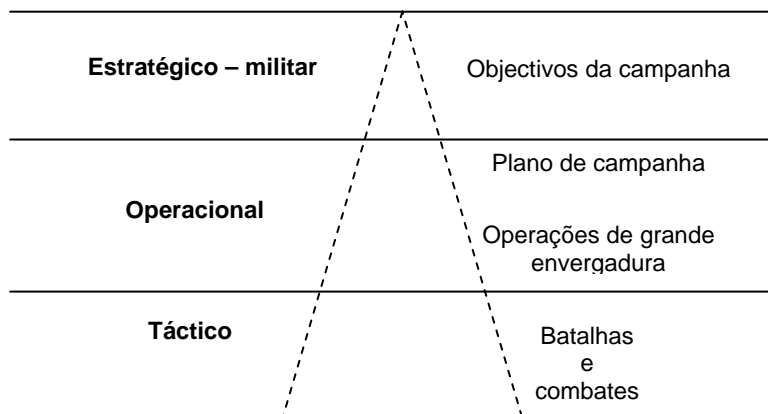 Estratégico – militar
Objectivos da campanha
Operacional
Plano de campanha
Operações de grande
envergadura
Táctico
Batalhas
e
combates